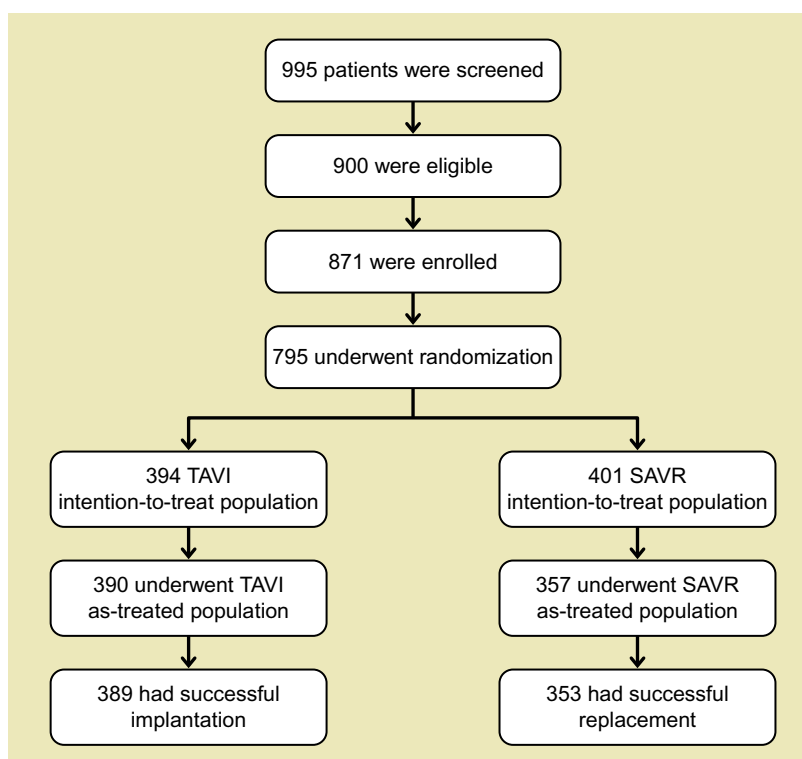 995 patients were screened
900 were eligible
871 were enrolled
795 underwent randomization
394 TAVI
intention-to-treat population
401 SAVR
intention-to-treat population
390 underwent TAVI
as-treated population
357 underwent SAVR
as-treated population
389 had successful
implantation
353 had successful
replacement